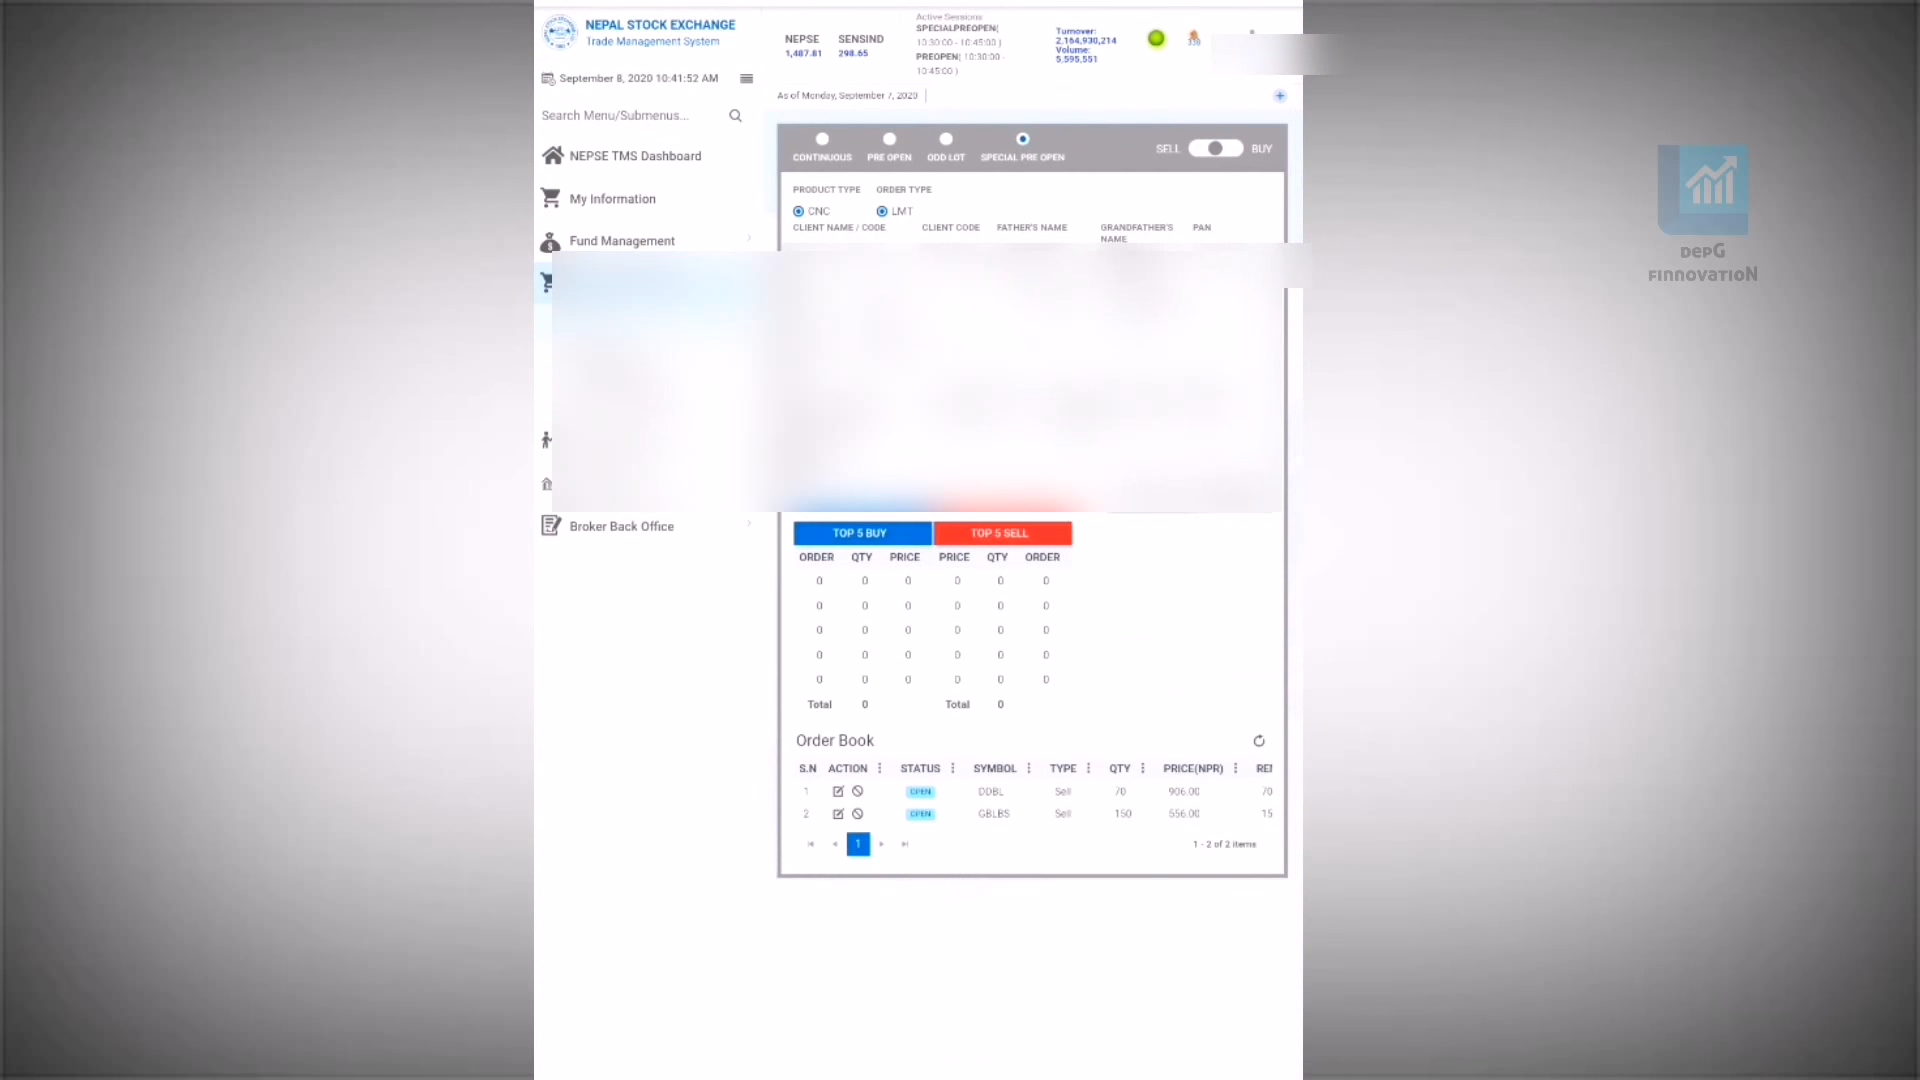 NEPAL STOCK EXCHANGE
Trade Management System
September 8, 2020 10:41:52 AM
Search Menu/Submenus...
NEPSE TMS Dashboard
My Information
Fund Management
Broker Back Office
NEPSE
1,487.81
SENSIND
298.65
Active Sessions
SPECIALPREOPEN(
10:30:00 - 10:45:00 )
PREOPEN( 10:30:00 -
10:45:00 )
Turnover:
2,164,930,214
Volume:
5,595,551
330
As of Monday, September 7, 2020
CONTINUOUS PRE OPEN ODD LOT SPECIAL PRE OPEN SELL BUY
PRODUCT TYPE ORDER TYPE
CNC LMT
CLIENT NAME / CODE CLIENT CODE FATHER'S NAME GRANDFATHER'S NAME PAN
TOP 5 BUY TOP 5 SELL
ORDER QTY PRICE PRICE QTY ORDER
0 0 0 0 0 0
0 0 0 0 0 0
0 0 0 0 0 0
0 0 0 0 0 0
0 0 0 0 0 0
Total 0 Total 0
Order Book
S.N ACTION STATUS SYMBOL TYPE QTY PRICE(NPR)
1 OPEN DDBL Sell 70 906.00 70
2 OPEN GBLBS Sell 150 556.00 15
1 1 - 2 of 2 items
DEPG
FINNOVATION